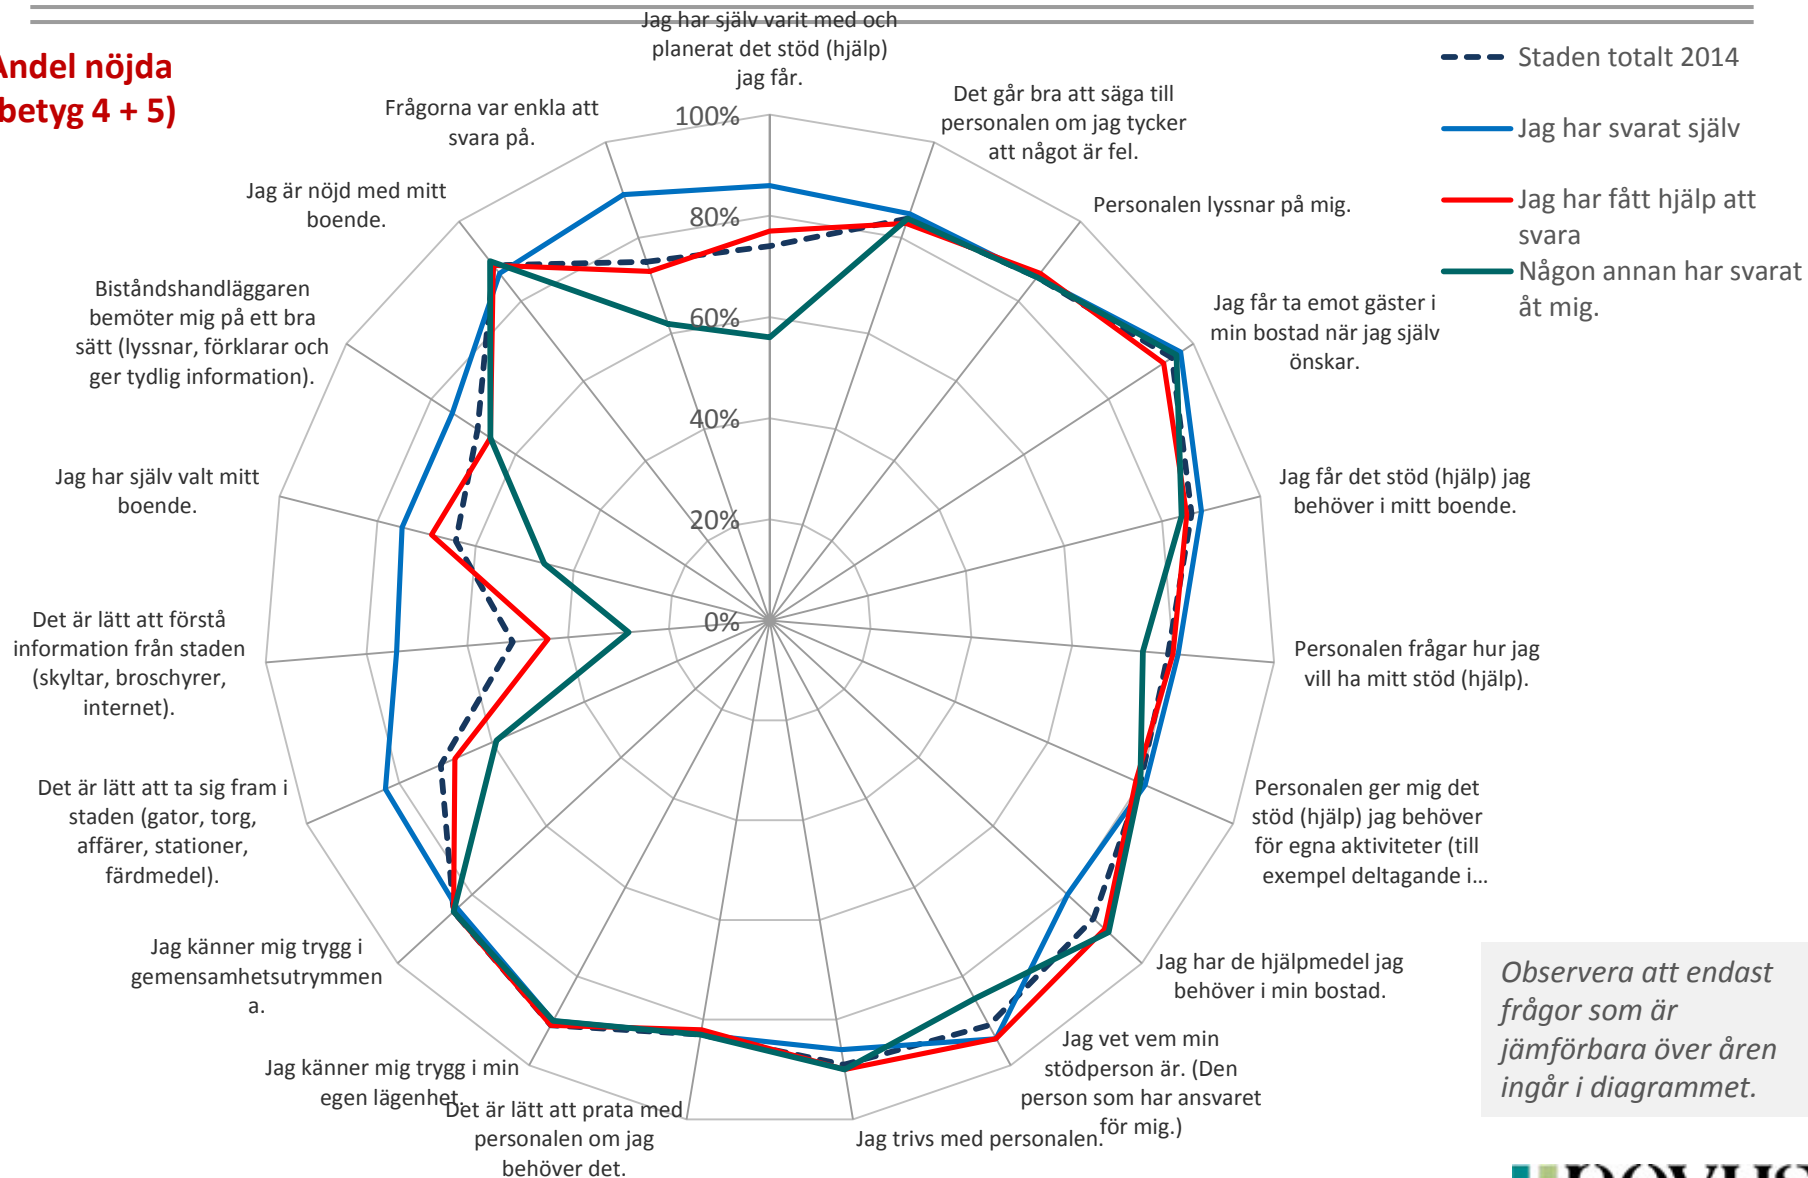 Andel nöjda
betyg 4 + 5)
Jag har själv varit med och
planerat det stöd (hjälp)
jag får.
Det går bra att säga till
personalen om jag tycker
att något är fel.
Personalen lyssnar på mig.
Jag får ta emot gäster i
min bostad när jag själv
önskar.
Jag får det stöd (hjälp) jag
behöver i mitt boende.
Personalen frågar hur jag
vill ha mitt stöd (hjälp).
Personalen ger mig det
stöd (hjälp) jag behöver
för egna aktiviteter (till
exempel deltagande i...
Jag har de hjälpmedel jag
behöver i min bostad.
Jag vet vem min
stödperson är. (Den
person som har ansvaret
för mig.)
Jag trivs med personalen.
Det är lätt att prata med
personalen om jag
behöver det.
Jag känner mig trygg i min
egen lägenhet.
Jag känner mig trygg i
gemensamhetsutrymmen
a.
Det är lätt att ta sig fram i
staden (gator, torg,
affärer, stationer,
färdmedel).
Det är lätt att förstå
information från staden
(skyltar, broschyrer,
internet).
Jag har själv valt mitt
boende.
Biståndshandläggaren
bemöter mig på ett bra
sätt (lyssnar, förklarar och
ger tydlig information).
Jag är nöjd med mitt
boende.
Frågorna var enkla att
svara på.
100%
80%
60%
40%
20%
0%
Staden totalt 2014
Jag har svarat själv
Jag har fått hjälp att
svara
Någon annan har svarat
åt mig.
Observera att endast
frågor som är
jämförbara över åren
ingår i diagrammet.
novus